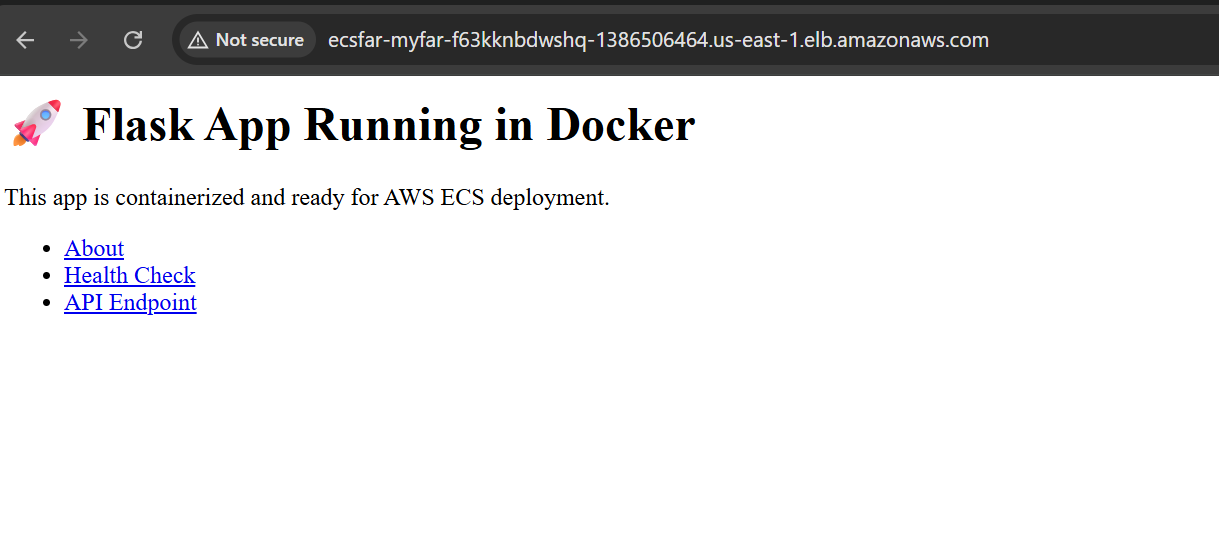 Not secure ecsfar-myfar-f63kknbdwshq-1386506464.us-east-1.elb.amazonaws.com
🚀 Flask App Running in Docker
This app is containerized and ready for AWS ECS deployment.
• About
• Health Check
• API Endpoint